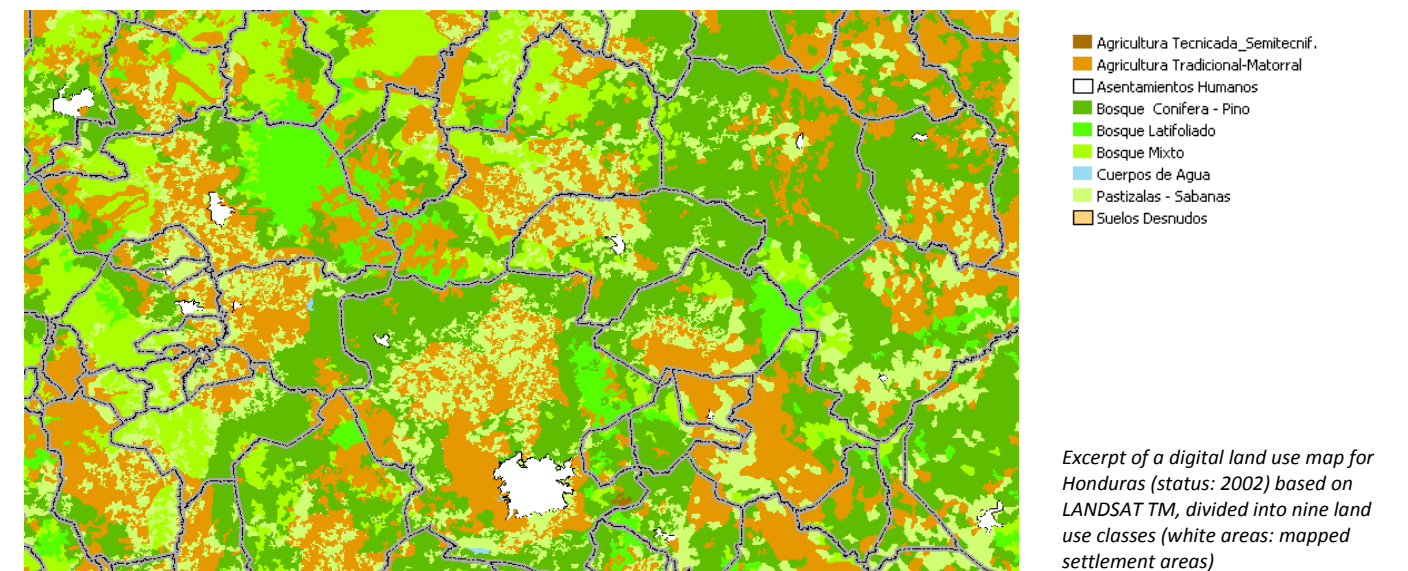 Agricultura Tecnicada_Semitecnif.
Agricultura Tradicional-Matorral
Asentamientos Humanos
Bosque Conifera - Pino
Bosque Latifoliado
Bosque Mixto
Cuerpos de Agua
Pastizalas - Sabanas
Suelos Desnudos
Excerpt of a digital land use map for
Honduras (status: 2002) based on
LANDSAT TM, divided into nine land
use classes (white areas: mapped
settlement areas)